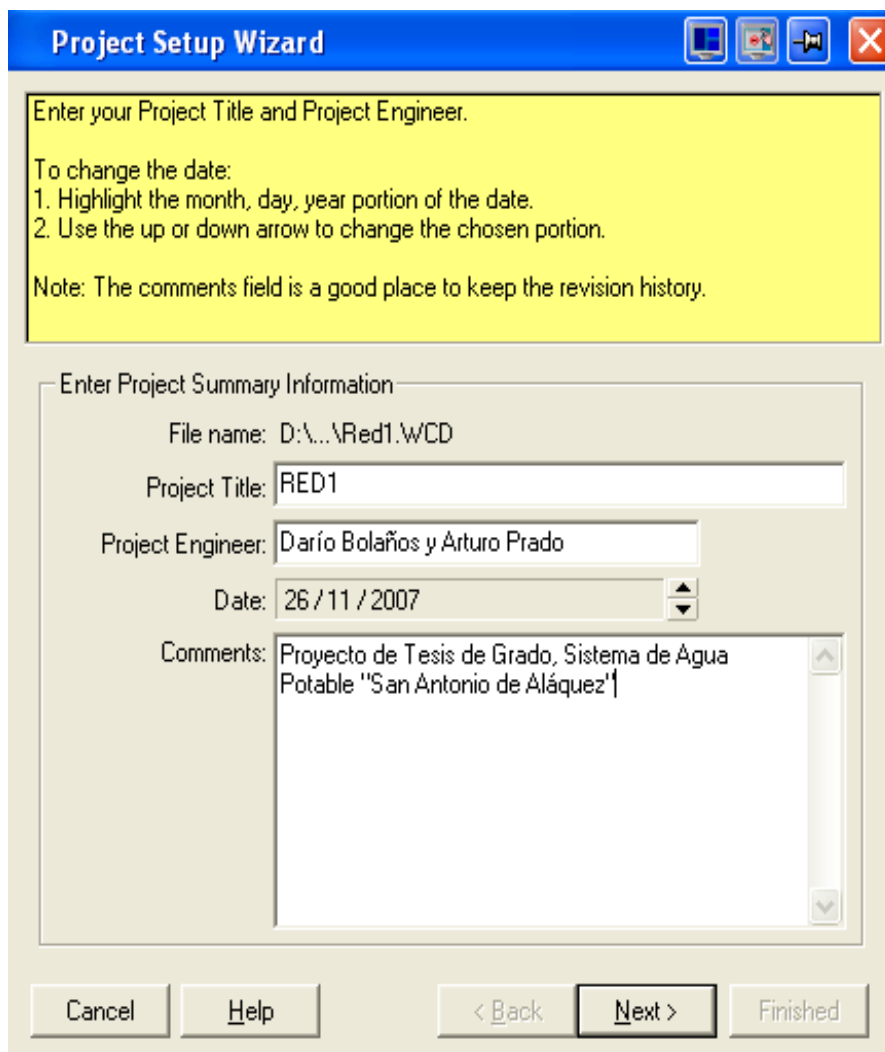 Project Setup Wizard
Enter your Project Title and Project Engineer.
To change the date:
1. Highlight the month, day, year portion of the date.
2. Use the up or down arrow to change the chosen portion.
Note: The comments field is a good place to keep the revision history.
Enter Project Summary Information
File name: D:\...\Red1.WCD
Project Title: RED1
Project Engineer: Darío Bolaños y Arturo Prado
Date: 26 / 11 / 2007
Comments: Proyecto de Tesis de Grado, Sistema de Agua
Potable "San Antonio de Aláquez"
Cancel Help < Back Next > Finished